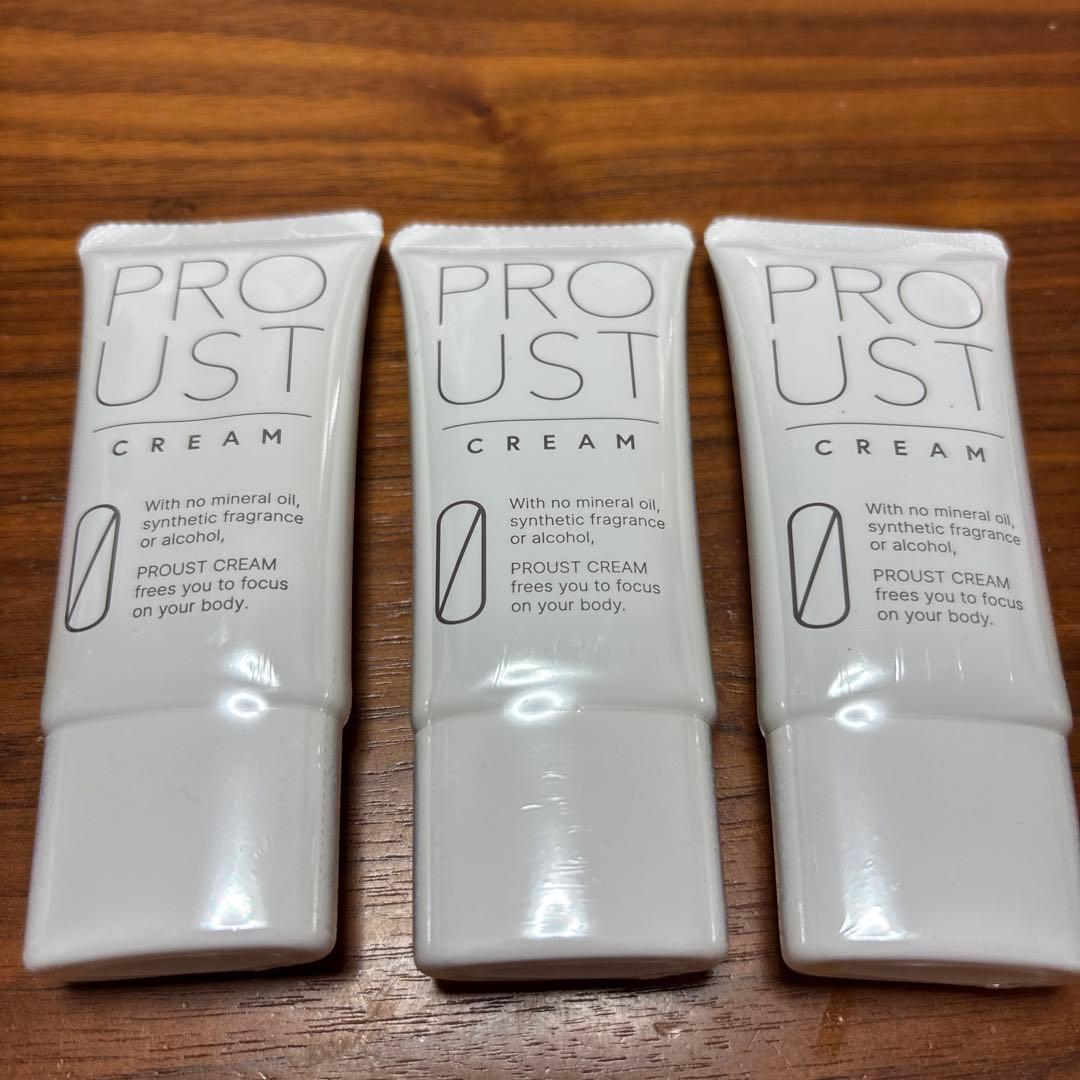 PRO
UST
CREAM
With no mineral oil,
synthetic fragrance
or alcohol,
PROUST CREAM
frees you to focus
on your body.
PRO
UST
CREAM
With no mineral oil,
synthetic fragrance
or alcohol,
PROUST CREAM
frees you to focus
on your body.
PRO
UST
CREAM
With no mineral oil,
synthetic fragrance
or alcohol,
PROUST CREAM
frees you to focus
on your body.